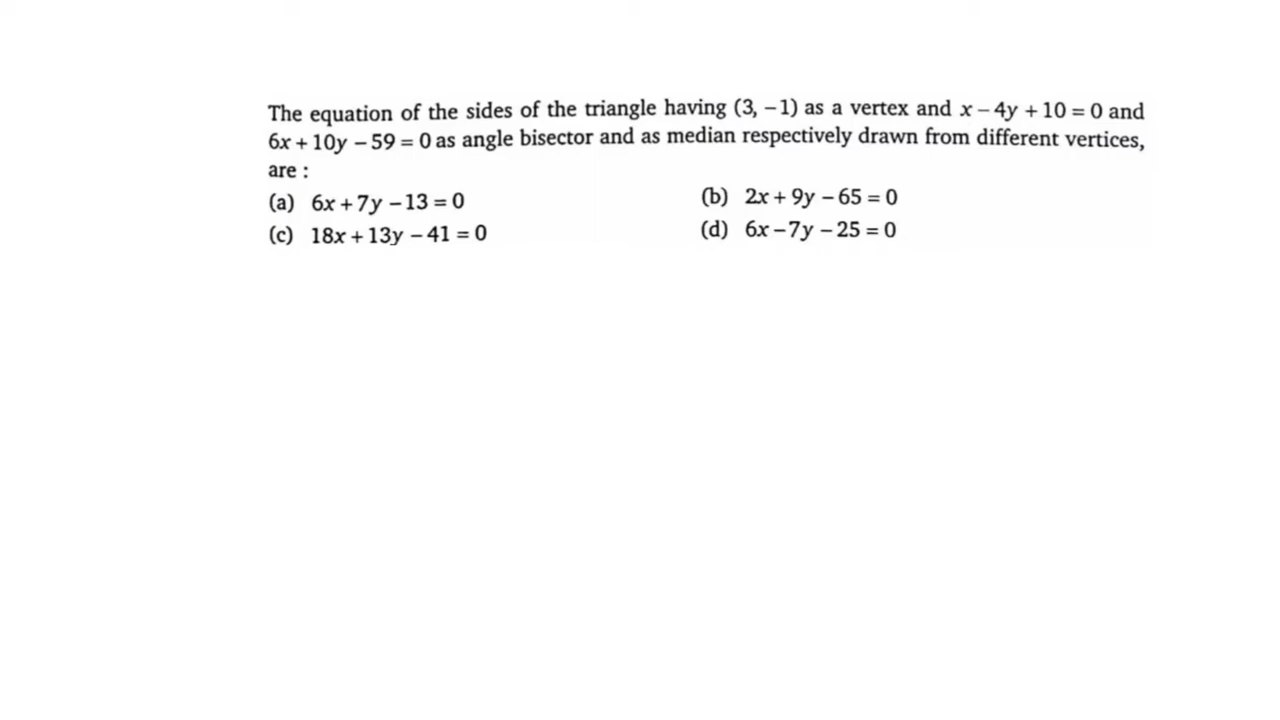 The equation of the sides of the triangle having (3, −1) as a vertex and x − 4y + 10 = 0 and
6x + 10y − 59 = 0 as angle bisector and as median respectively drawn from different vertices,
are :
(a) 6x + 7y − 13 = 0 (b) 2x + 9y − 65 = 0
(c) 18x + 13y − 41 = 0 (d) 6x − 7y − 25 = 0